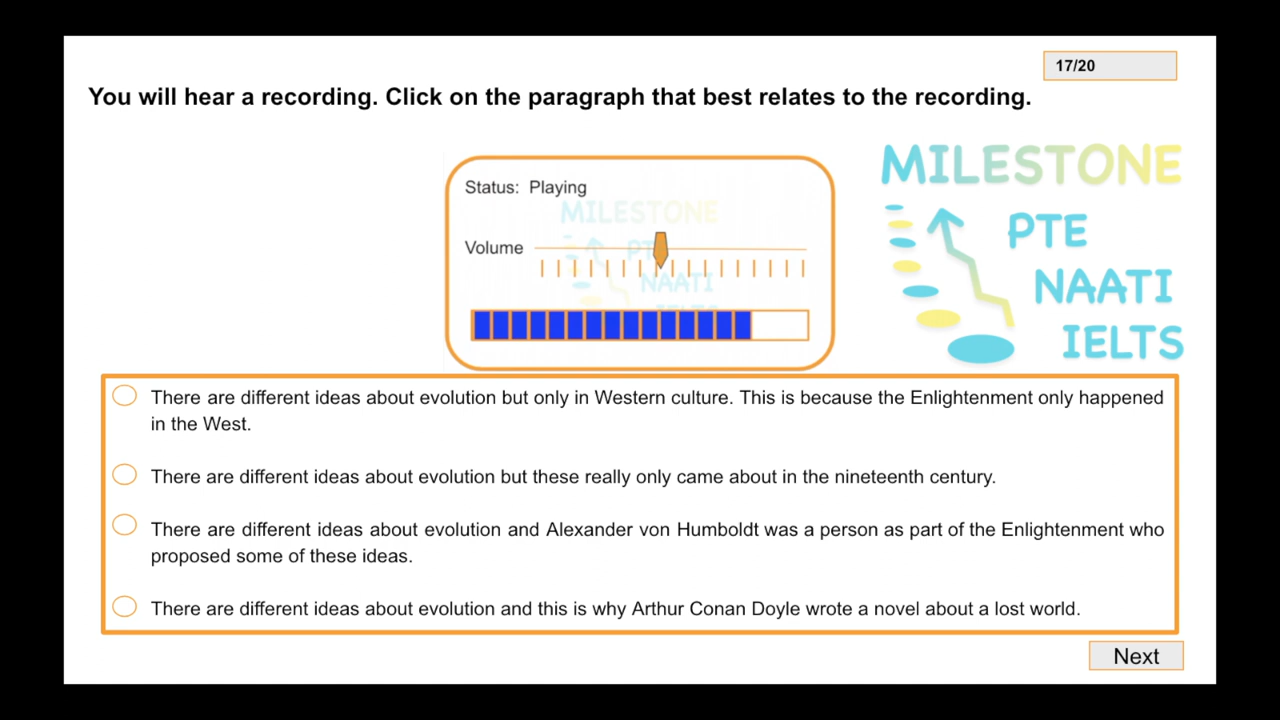 17/20
You will hear a recording. Click on the paragraph that best relates to the recording.
MILESTONE
PTE
NAATI
IELTS
Status: Playing
MILESTONE
Volume
PT
NAATI
There are different ideas about evolution but only in Western culture. This is because the Enlightenment only happened
in the West.
There are different ideas about evolution but these really only came about in the nineteenth century.
There are different ideas about evolution and Alexander von Humboldt was a person as part of the Enlightenment who
proposed some of these ideas.
There are different ideas about evolution and this is why Arthur Conan Doyle wrote a novel about a lost world.
Next